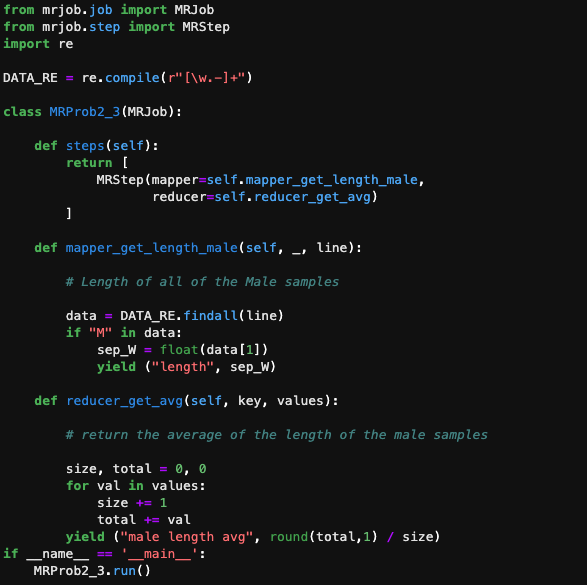 from mrjob.job import MRJob
from mrjob.step import MRStep
import re

DATA_RE = re.compile(r"[\w.-]+")

class MRProb2_3(MRJob):

    def steps(self):
        return [
            MRStep(mapper=self.mapper_get_length_male,
                   reducer=self.reducer_get_avg)
        ]

    def mapper_get_length_male(self, _, line):

        # Length of all of the Male samples

        data = DATA_RE.findall(line)
        if "M" in data:
            sep_W = float(data[1])
            yield ("length", sep_W)

    def reducer_get_avg(self, key, values):

        # return the average of the length of the male samples

        size, total = 0, 0
        for val in values:
            size += 1
            total += val
        yield ("male length avg", round(total,1) / size)
if __name__ == '__main__':
    MRProb2_3.run()